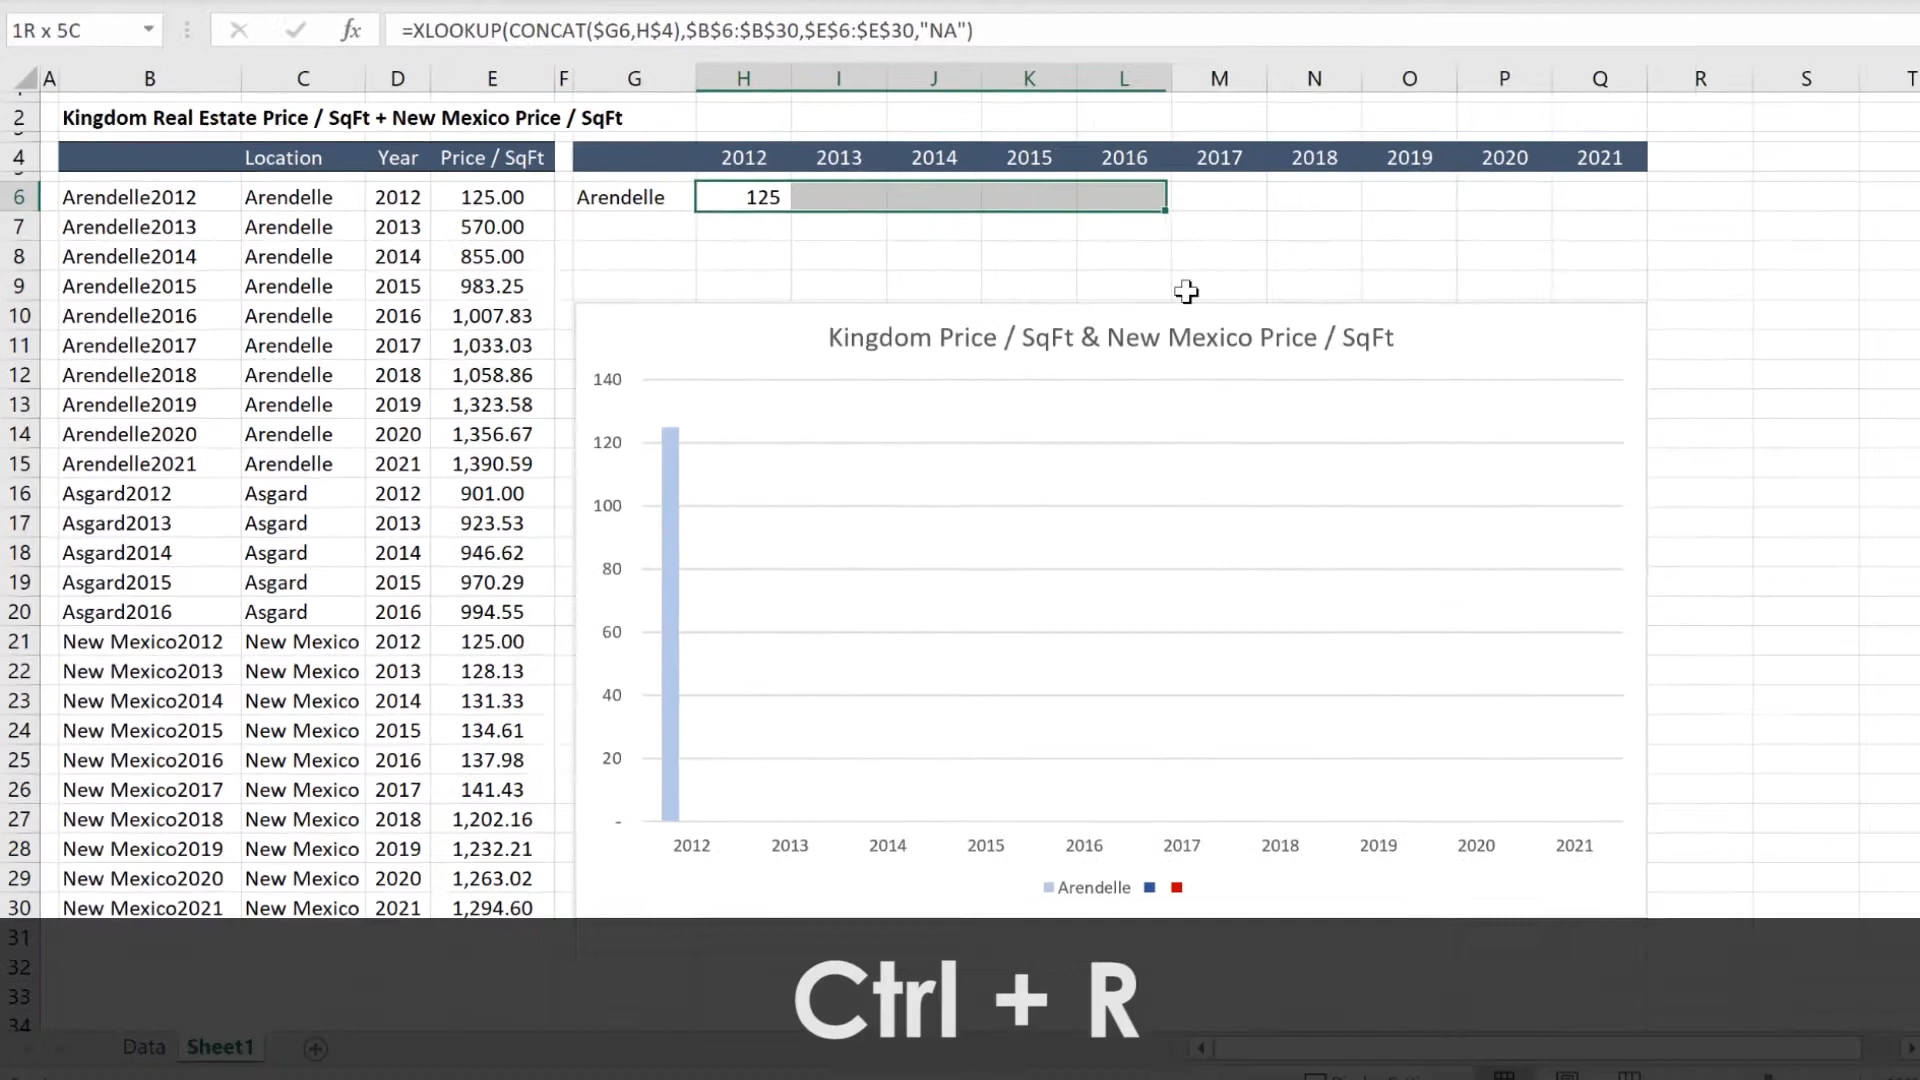 1R x 5C fx =XLOOKUP(CONCAT($G6,H$4),$B$6:$B$30,$E$6:$E$30,"NA")
A B C D E F G H I J K L M N O P Q R S T
2 Kingdom Real Estate Price / SqFt + New Mexico Price / SqFt
4 Location Year Price / SqFt 2012 2013 2014 2015 2016 2017 2018 2019 2020 2021
6 Arendelle2012 Arendelle 2012 125.00 Arendelle 125
7 Arendelle2013 Arendelle 2013 570.00
8 Arendelle2014 Arendelle 2014 855.00
9 Arendelle2015 Arendelle 2015 983.25
10 Arendelle2016 Arendelle 2016 1,007.83
11 Arendelle2017 Arendelle 2017 1,033.03
12 Arendelle2018 Arendelle 2018 1,058.86
13 Arendelle2019 Arendelle 2019 1,323.58
14 Arendelle2020 Arendelle 2020 1,356.67
15 Arendelle2021 Arendelle 2021 1,390.59
16 Asgard2012 Asgard 2012 901.00
17 Asgard2013 Asgard 2013 923.53
18 Asgard2014 Asgard 2014 946.62
19 Asgard2015 Asgard 2015 970.29
20 Asgard2016 Asgard 2016 994.55
21 New Mexico2012 New Mexico 2012 125.00
22 New Mexico2013 New Mexico 2013 128.13
23 New Mexico2014 New Mexico 2014 131.33
24 New Mexico2015 New Mexico 2015 134.61
25 New Mexico2016 New Mexico 2016 137.98
26 New Mexico2017 New Mexico 2017 141.43
27 New Mexico2018 New Mexico 2018 1,202.16
28 New Mexico2019 New Mexico 2019 1,232.21
29 New Mexico2020 New Mexico 2020 1,263.02
30 New Mexico2021 New Mexico 2021 1,294.60
Kingdom Price / SqFt & New Mexico Price / SqFt
140
120
100
80
60
40
20
-
2012 2013 2014 2015 2016 2017 2018 2019 2020 2021
Arendelle
31
32
33
34
Ctrl + R
Data Sheet1